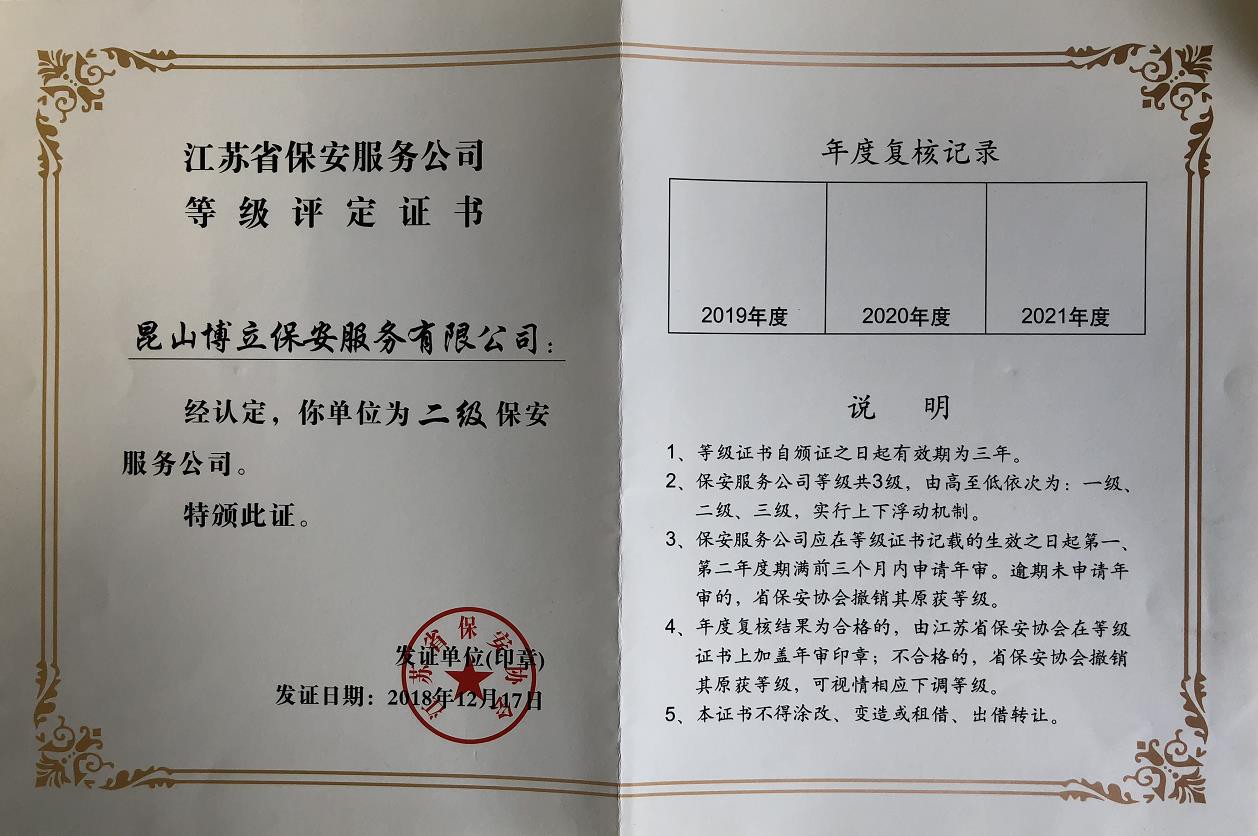 江苏省保安服务公司
等级评定证书
昆山博立保安服务有限公司：
经认定，你单位为二级保安
服务公司。
特颁此证。
江苏省保安协会
发证单位(印章)
发证日期：2018年12月17日
年度复核记录
2019年度
2020年度
2021年度
说 明
1、等级证书自颁证之日起有效期为三年。
2、保安服务公司等级共3级，由高至低依次为：一级、
二级、三级，实行上下浮动机制。
3、保安服务公司应在等级证书记载的生效之日起第一、
第二年度期满前三个月内申请年审。逾期未申请年
审的，省保安协会撤销其原获等级。
4、年度复核结果为合格的，由江苏省保安协会在等级
证书上加盖年审印章；不合格的，省保安协会撤销
其原获等级，可视情相应下调等级。
5、本证书不得涂改、变造或租借、出借转让。